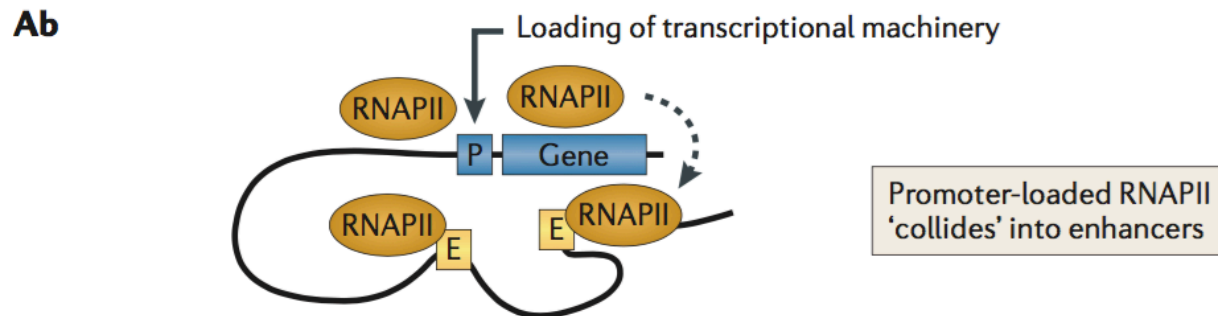 Ab
Loading of transcriptional machinery
RNAPII
RNAPII
P
Gene
RNAPII
E
E
RNAPII
Promoter-loaded RNAPII
‘collides’ into enhancers